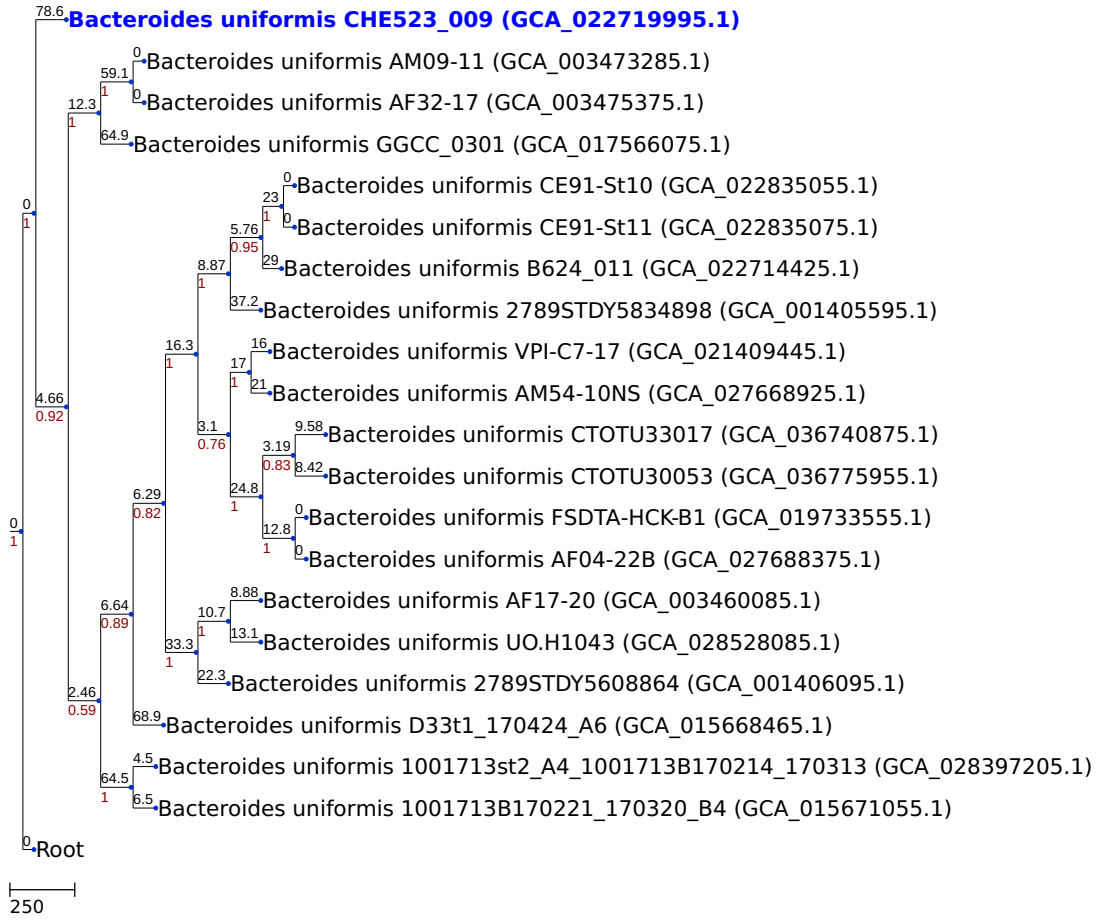 78.6 Bacteroides uniformis CHE523_009 (GCA_022719995.1)
0 Bacteroides uniformis AM09-11 (GCA_003473285.1)
59.1
1
0 Bacteroides uniformis AF32-17 (GCA_003475375.1)
12.3
1
64.9 Bacteroides uniformis GGCC_0301 (GCA_017566075.1)
0 Bacteroides uniformis CE91-St10 (GCA_022835055.1)
23
1
0 Bacteroides uniformis CE91-St11 (GCA_022835075.1)
0
1
5.76
0.95
29 Bacteroides uniformis B624_011 (GCA_022714425.1)
8.87
1
37.2 Bacteroides uniformis 2789STDY5834898 (GCA_001405595.1)
16.3
1
16 Bacteroides uniformis VPI-C7-17 (GCA_021409445.1)
17
1
21 Bacteroides uniformis AM54-10NS (GCA_027668925.1)
4.66
0.92
3.1
0.76
9.58 Bacteroides uniformis CTOTU33017 (GCA_036740875.1)
3.19
0.83
8.42 Bacteroides uniformis CTOTU30053 (GCA_036775955.1)
24.8
1
6.29
0.82
0 Bacteroides uniformis FSDTA-HCK-B1 (GCA_019733555.1)
12.8
1
0 Bacteroides uniformis AF04-22B (GCA_027688375.1)
0
1
8.88 Bacteroides uniformis AF17-20 (GCA_003460085.1)
10.7
1
6.64
0.89
13.1 Bacteroides uniformis UO.H1043 (GCA_028528085.1)
33.3
1
22.3 Bacteroides uniformis 2789STDY5608864 (GCA_001406095.1)
2.46
0.59
68.9 Bacteroides uniformis D33t1_170424_A6 (GCA_015668465.1)
4.5 Bacteroides uniformis 1001713st2_A4_1001713B170214_170313 (GCA_028397205.1)
64.5
1
6.5 Bacteroides uniformis 1001713B170221_170320_B4 (GCA_015671055.1)
0 Root
250